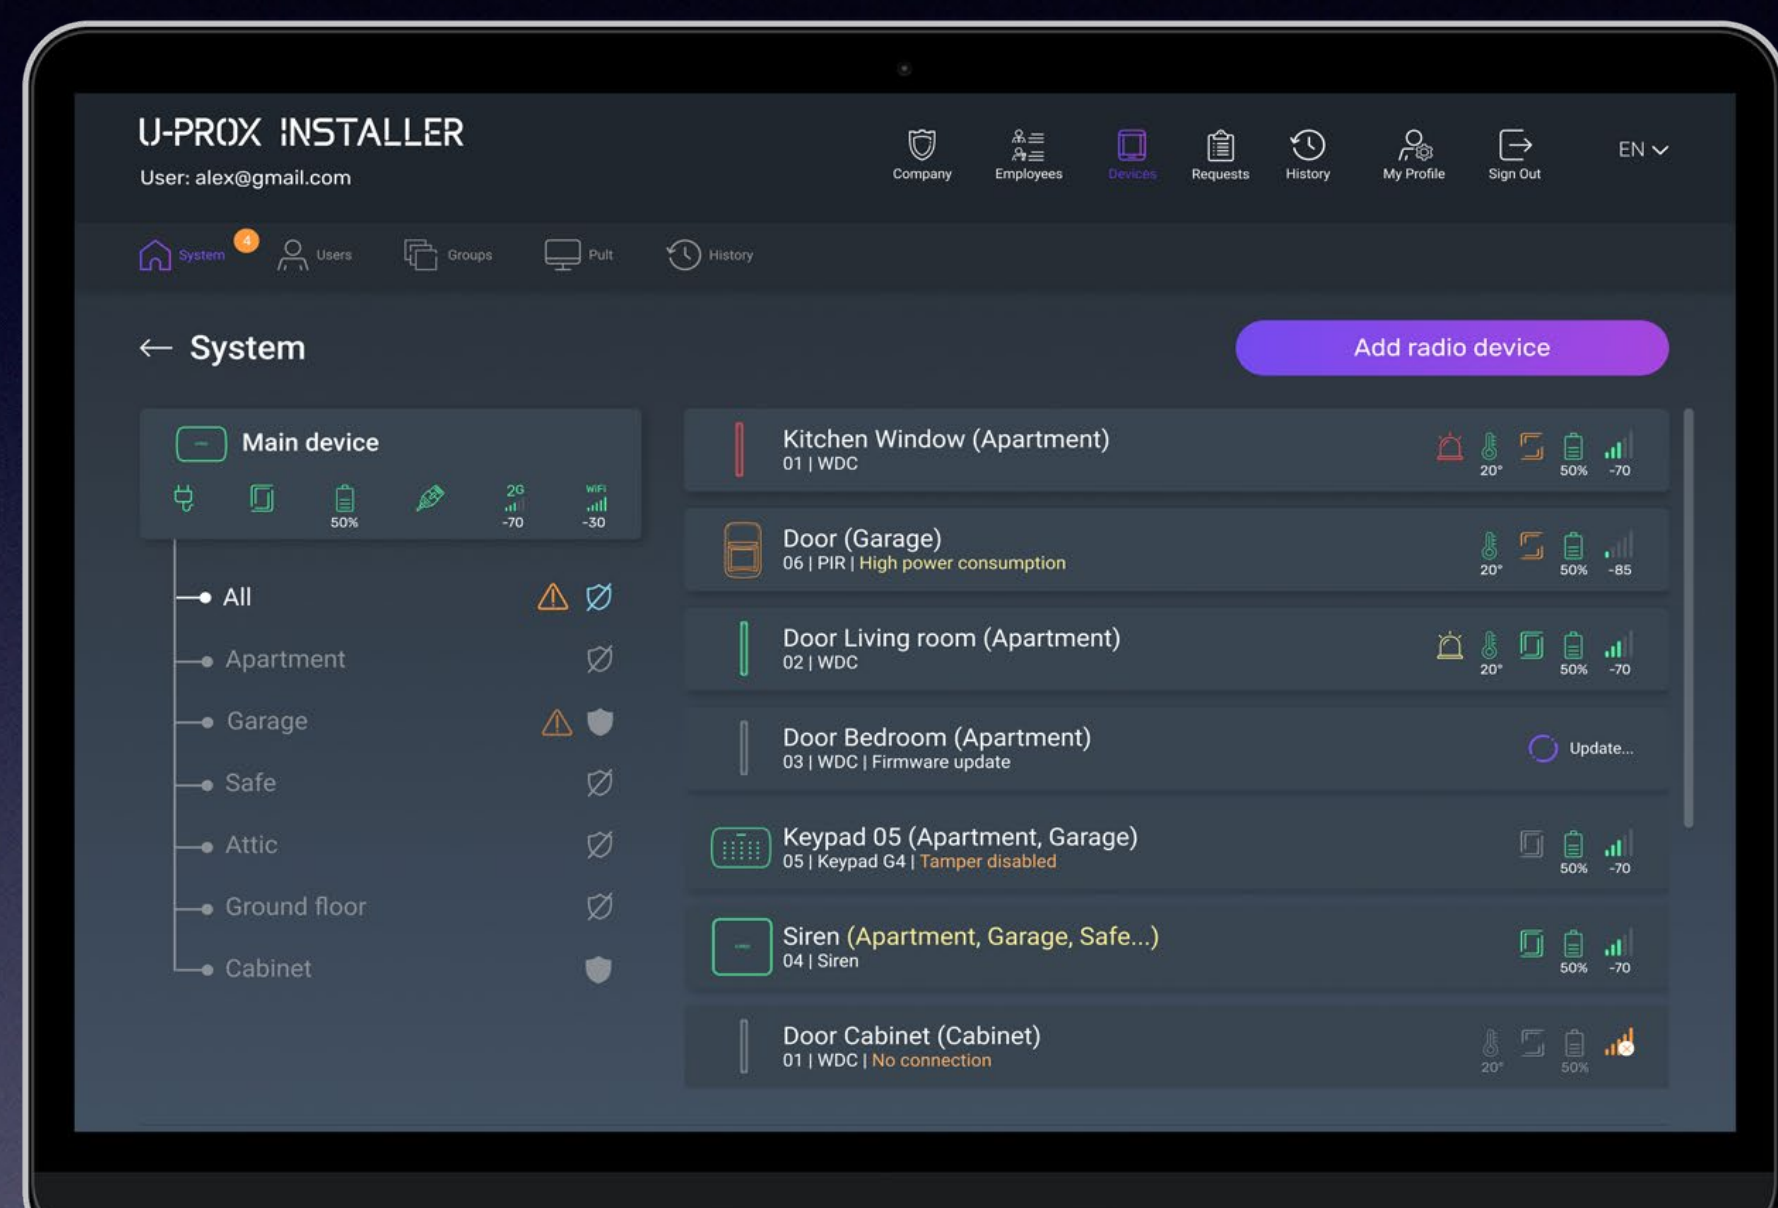 U-PROX INSTALLER
User: alex@gmail.com
Company
Employees
Devices
Requests
History
My Profile
Sign Out
EN
System
4
Users
Groups
Pult
History
System
Add radio device
Main device
50%
2G
-70
WiFi
-30
All
Apartment
Garage
Safe
Attic
Ground floor
Cabinet
Kitchen Window (Apartment)
01 | WDC
20°
50%
-70
Door (Garage)
06 | PIR | High power consumption
20°
50%
-85
Door Living room (Apartment)
02 | WDC
20°
50%
-70
Door Bedroom (Apartment)
03 | WDC | Firmware update
Update...
Keypad 05 (Apartment, Garage)
05 | Keypad G4 | Tamper disabled
50%
-70
Siren (Apartment, Garage, Safe...)
04 | Siren
50%
-70
Door Cabinet (Cabinet)
01 | WDC | No connection
20°
50%